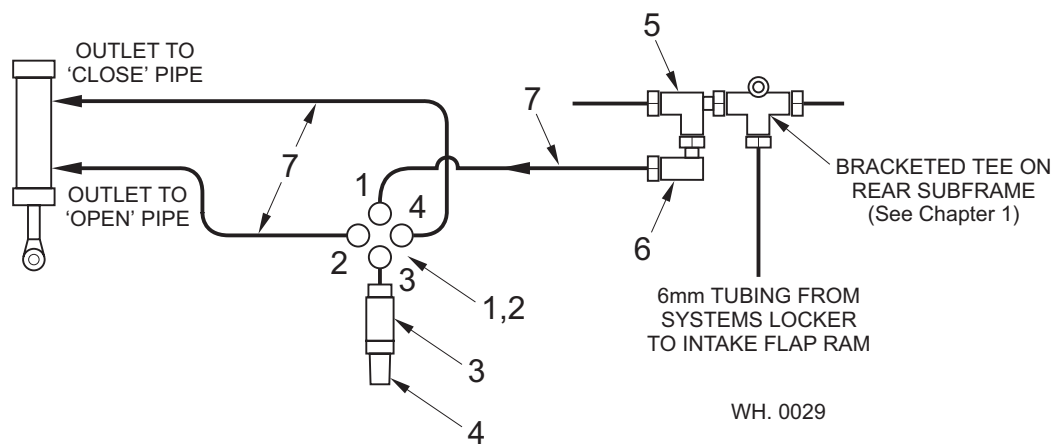 OUTLET TO
‘CLOSE’ PIPE
5
7
7
BRACKETED TEE ON
REAR SUBFRAME
(See Chapter 1)
OUTLET TO
‘OPEN’ PIPE
1
4
6
2
3
1,2
6mm TUBING FROM
SYSTEMS LOCKER
TO INTAKE FLAP RAM
3
4
WH. 0029